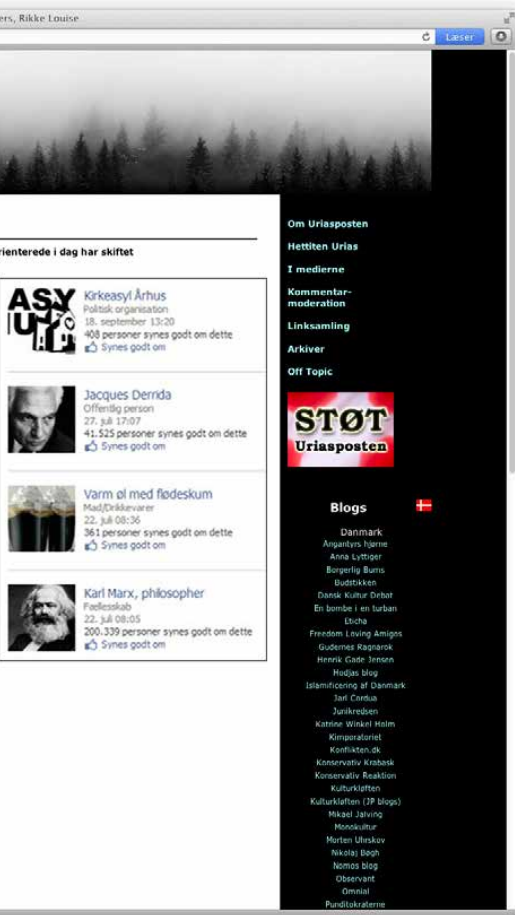 ers, Rikke Louise
Læser
rienterede i dag har skiftet
ASY
U
Kirkeasyl Århus
Politisk organisation
18. september 13:20
408 personer synes godt om dette
Synes godt om
Jacques Derrida
Offentlig person
27. juli 17:07
41.525 personer synes godt om dette
Synes godt om
Varm øl med flødeskum
Mad/Drikkevarer
22. juli 08:36
361 personer synes godt om dette
Synes godt om
Karl Marx, philosopher
Fællesskab
22. juli 08:05
200.339 personer synes godt om dette
Synes godt om
Om Uriasposten
Hettiten Urias
I medierne
Kommentar-
moderation
Linksamling
Arkiver
Off Topic
STØT
Uriasposten
Blogs
Danmark
Angantyrs hjørne
Anna Lyttiger
Borgerlig Burns
Budstikken
Dansk Kultur Debat
En bombe i en turban
Eticha
Freedom Loving Amigos
Gudernes Ragnarok
Henrik Gade Jensen
Hodjas blog
Islamificering af Danmark
Jarl Cordua
Junikredsen
Katrine Winkel Holm
Kimporatoriet
Konflikten.dk
Konservativ Krabask
Konservativ Reaktion
Kulturkløften
Kulturkløften (JP blogs)
Mikael Jalving
Monokultur
Morten Uhrskov
Nikolaj Bøgh
Nomos blog
Observant
Omnial
Punditokraterne